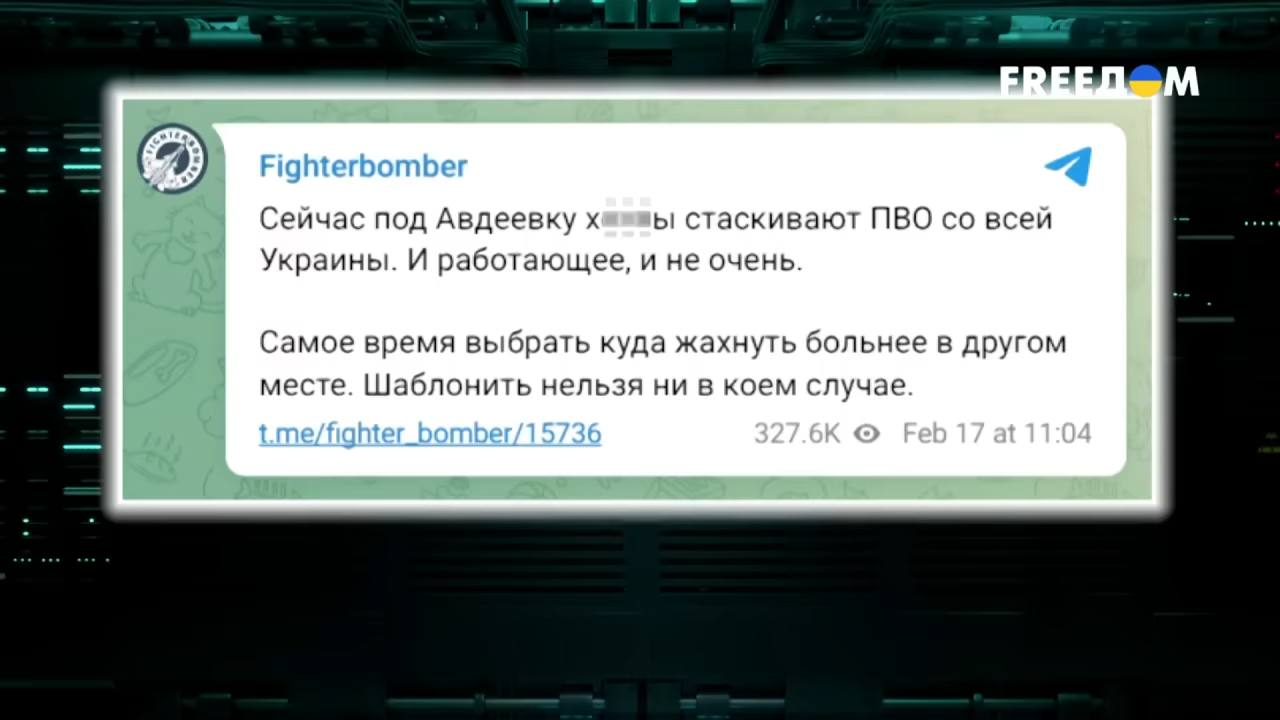 FREEДОМ
FIGHTERBOMBER
Fighterbomber
Сейчас под Авдеевку х ы стаскивают ПВО со всей
Украины. И работающее, и не очень.
Самое время выбрать куда жахнуть больнее в другом
месте. Шаблонить нельзя ни в коем случае.
t.me/fighter_bomber/15736
327.6K Feb 17 at 11:04